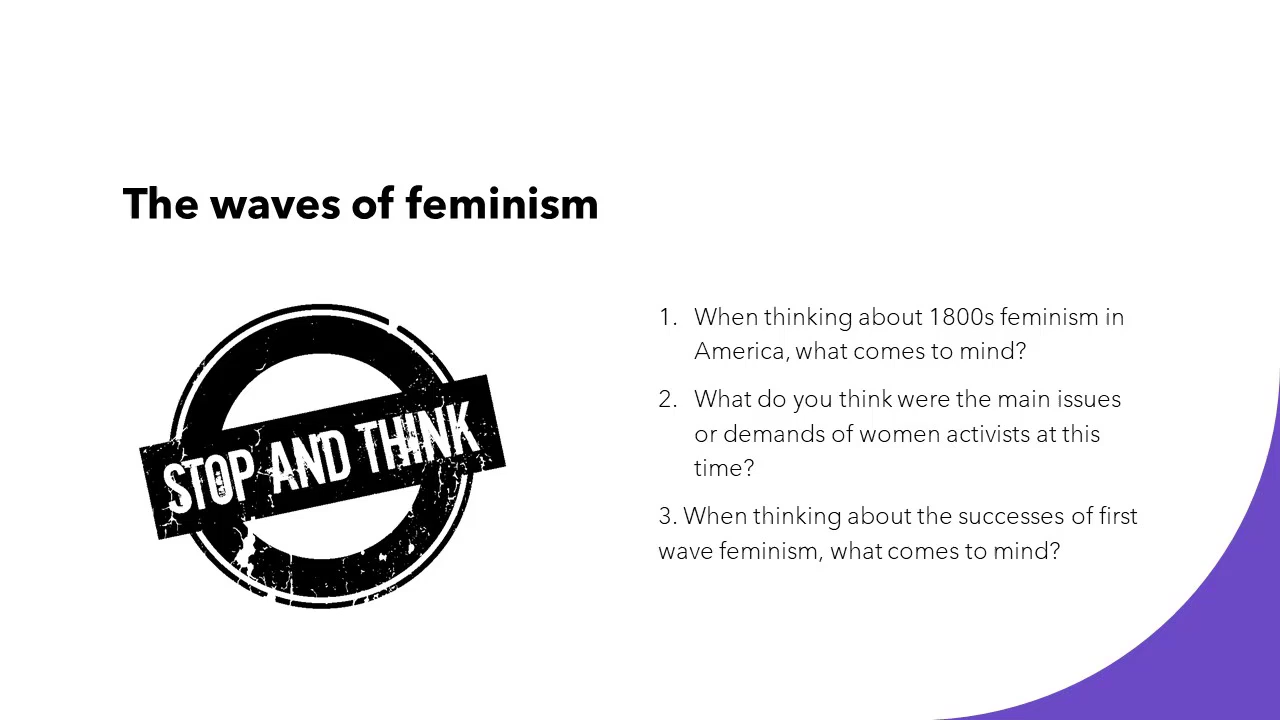 The waves of feminism
STOP AND THINK
1. When thinking about 1800s feminism in
America, what comes to mind?
2. What do you think were the main issues
or demands of women activists at this
time?
3. When thinking about the successes of first
wave feminism, what comes to mind?